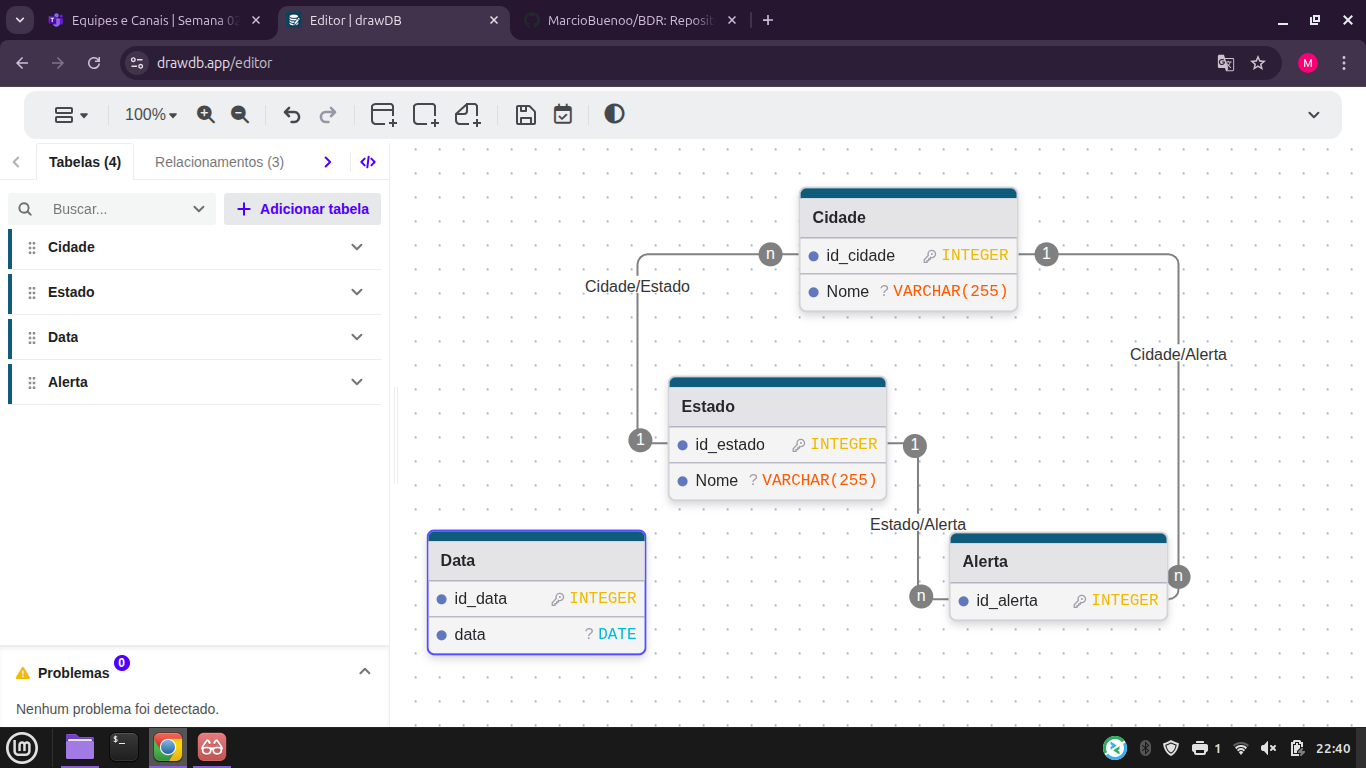 Equipes e Canais | Semana 02
Editor | drawDB
MarcioBuenoo/BDR: Reposit
drawdb.app/editor
M
100%
Tabelas (4)
Relacionamentos (3)
Buscar...
Adicionar tabela
Cidade
Estado
Data
Alerta
Problemas
0
Nenhum problema foi detectado.
Cidade
id_cidade INTEGER
Nome ? VARCHAR(255)
n
1
Cidade/Estado
Cidade/Alerta
Estado
id_estado INTEGER
Nome ? VARCHAR(255)
1
1
Estado/Alerta
Data
id_data INTEGER
data ? DATE
Alerta
id_alerta INTEGER
n
n
$_
1
22:40